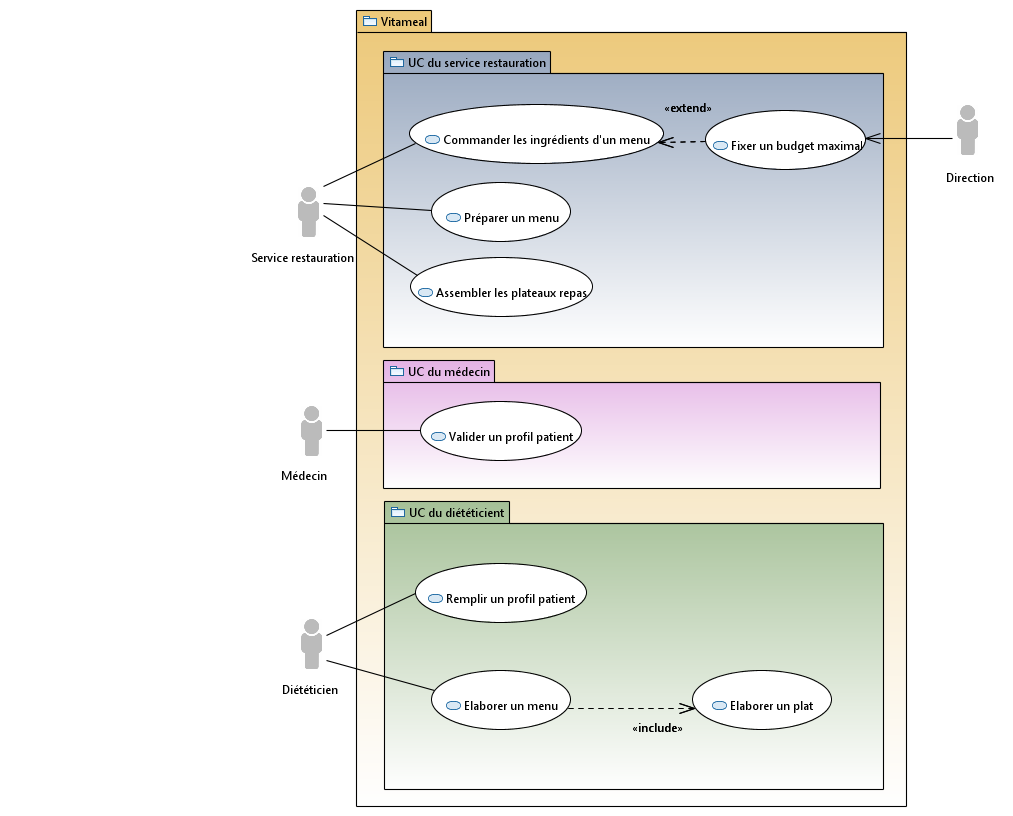 Vitameal
UC du service restauration
«extend»
Commander les ingrédients d'un menu
Fixer un budget maximal
Direction
Préparer un menu
Service restauration
Assembler les plateaux repas
UC du médecin
Valider un profil patient
Médecin
UC du diététicient
Remplir un profil patient
Diététicien
Elaborer un menu
Elaborer un plat
«include»